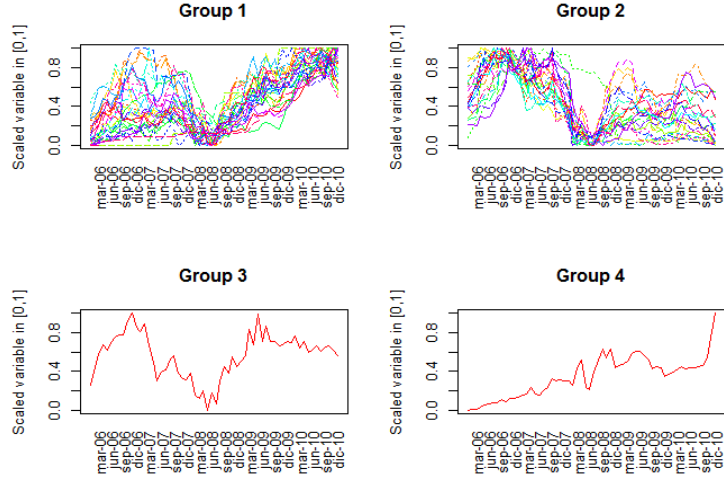 Group 1
Scaled variable in [0,1]
0.0
0.4
0.8
mar-06
jun-06
sep-06
dic-06
mar-07
jun-07
sep-07
dic-07
mar-08
jun-08
sep-08
dic-08
mar-09
jun-09
sep-09
dic-09
mar-10
jun-10
sep-10
dic-10
Group 2
Scaled variable in [0,1]
0.0
0.4
0.8
mar-06
jun-06
sep-06
dic-06
mar-07
jun-07
sep-07
dic-07
mar-08
jun-08
sep-08
dic-08
mar-09
jun-09
sep-09
dic-09
mar-10
jun-10
sep-10
dic-10
Group 3
Scaled variable in [0,1]
0.0
0.4
0.8
mar-06
jun-06
sep-06
dic-06
mar-07
jun-07
sep-07
dic-07
mar-08
jun-08
sep-08
dic-08
mar-09
jun-09
sep-09
dic-09
mar-10
jun-10
sep-10
dic-10
Group 4
Scaled variable in [0,1]
0.0
0.4
0.8
mar-06
jun-06
sep-06
dic-06
mar-07
jun-07
sep-07
dic-07
mar-08
jun-08
sep-08
dic-08
mar-09
jun-09
sep-09
dic-09
mar-10
jun-10
sep-10
dic-10